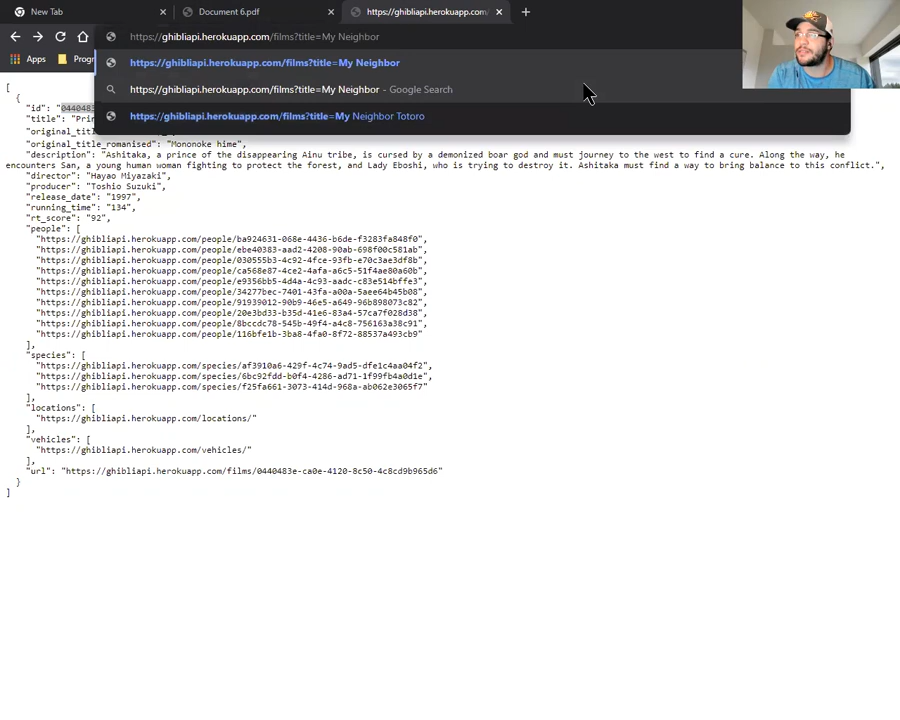 New Tab
Document 6.pdf
https://ghibliapi.herokuapp.com/
https://ghibliapi.herokuapp.com/films?title=My Neighbor
Apps
https://ghibliapi.herokuapp.com/films?title=My Neighbor
https://ghibliapi.herokuapp.com/films?title=My Neighbor - Google Search
https://ghibliapi.herokuapp.com/films?title=My Neighbor Totoro
[
{
"id": "0440483
"title": "Prin
"original_tit
"original_title_romanised": "Mononoke hime",
"description": "Ashitaka, a prince of the disappearing Ainu tribe, is cursed by a demonized boar god and must journey to the west to find a cure. Along the way, he
encounters San, a young human woman fighting to protect the forest, and Lady Eboshi, who is trying to destroy it. Ashitaka must find a way to bring balance to this conflict.",
"director": "Hayao Miyazaki",
"producer": "Toshio Suzuki",
"release_date": "1997",
"running_time": "134",
"rt_score": "92",
"people": [
"https://ghibliapi.herokuapp.com/people/ba924631-068e-4436-b6de-f3283fa848f0",
"https://ghibliapi.herokuapp.com/people/ebe40383-aad2-4208-90ab-698f00c581ab",
"https://ghibliapi.herokuapp.com/people/030555b3-4c92-4fce-93fb-e70c3ae3df8b",
"https://ghibliapi.herokuapp.com/people/ca568e87-4ce2-4afa-a6c5-51f4ae80a60b",
"https://ghibliapi.herokuapp.com/people/e9356bb5-4d4a-4c93-aadc-c83e514bffe3",
"https://ghibliapi.herokuapp.com/people/34277bec-7401-43fa-a00a-5aee64b45b08",
"https://ghibliapi.herokuapp.com/people/91939012-90b9-46e5-a649-96b898073c82",
"https://ghibliapi.herokuapp.com/people/20e3bd33-b35d-41e6-83a4-57ca7f028d38",
"https://ghibliapi.herokuapp.com/people/8bccdc78-545b-49f4-a4c8-756163a38c91",
"https://ghibliapi.herokuapp.com/people/116bfe1b-3ba8-4fa0-8f72-88537a493cb9"
],
"species": [
"https://ghibliapi.herokuapp.com/species/af3910a6-429f-4c74-9ad5-dfe1c4aa04f2",
"https://ghibliapi.herokuapp.com/species/6bc92fdd-b0f4-4286-ad71-1f99fb4a0d1e",
"https://ghibliapi.herokuapp.com/species/f25fa661-3073-414d-968a-ab062e3065f7"
],
"locations": [
"https://ghibliapi.herokuapp.com/locations/"
],
"vehicles": [
"https://ghibliapi.herokuapp.com/vehicles/"
],
"url": "https://ghibliapi.herokuapp.com/films/0440483e-ca0e-4120-8c50-4c8cd9b965d6"
}
]